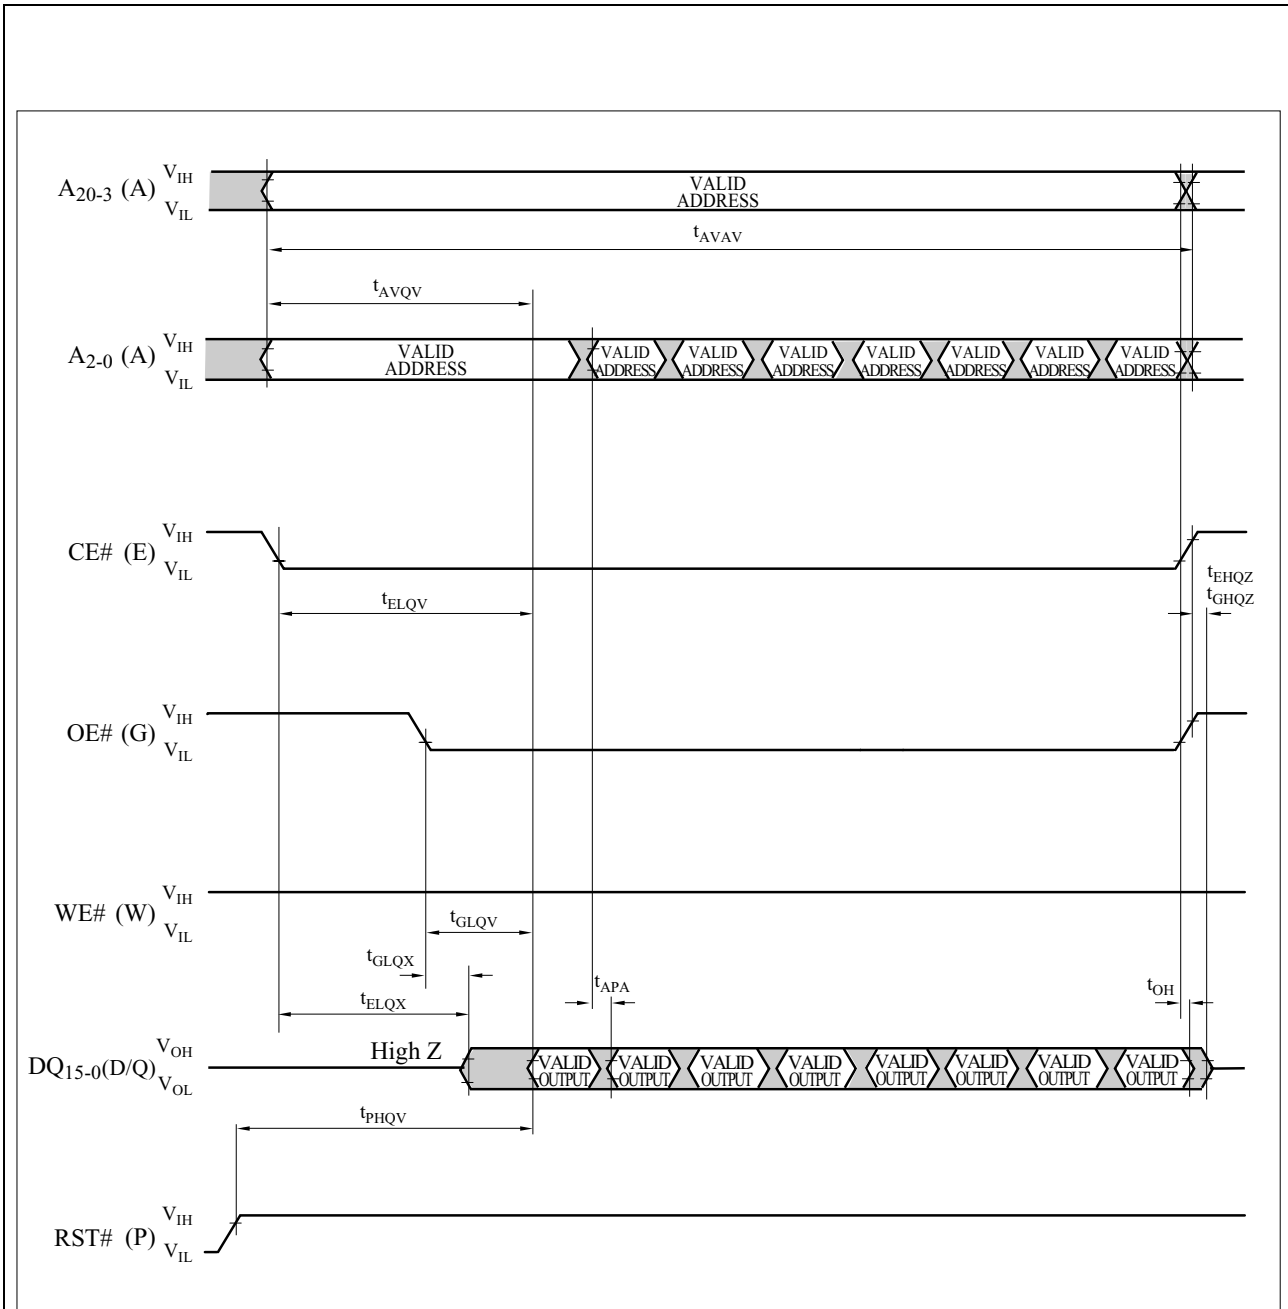 A20-3 (A) VIH
VIL
VALID
ADDRESS
tAVAV
tAVQV
A2-0 (A) VIH
VIL
VALID
ADDRESS
VALID
ADDRESS
VALID
ADDRESS
VALID
ADDRESS
VALID
ADDRESS
VALID
ADDRESS
VALID
ADDRESS
VALID
ADDRESS
CE# (E) VIH
VIL
tEHQZ
tGHQZ
tELQV
OE# (G) VIH
VIL
WE# (W) VIH
VIL
tGLQV
tGLQX
tELQX
tAPA
tOH
DQ15-0(D/Q) VOH
VOL
High Z
VALID
OUTPUT
VALID
OUTPUT
VALID
OUTPUT
VALID
OUTPUT
VALID
OUTPUT
VALID
OUTPUT
VALID
OUTPUT
VALID
OUTPUT
tPHQV
RST# (P) VIH
VIL